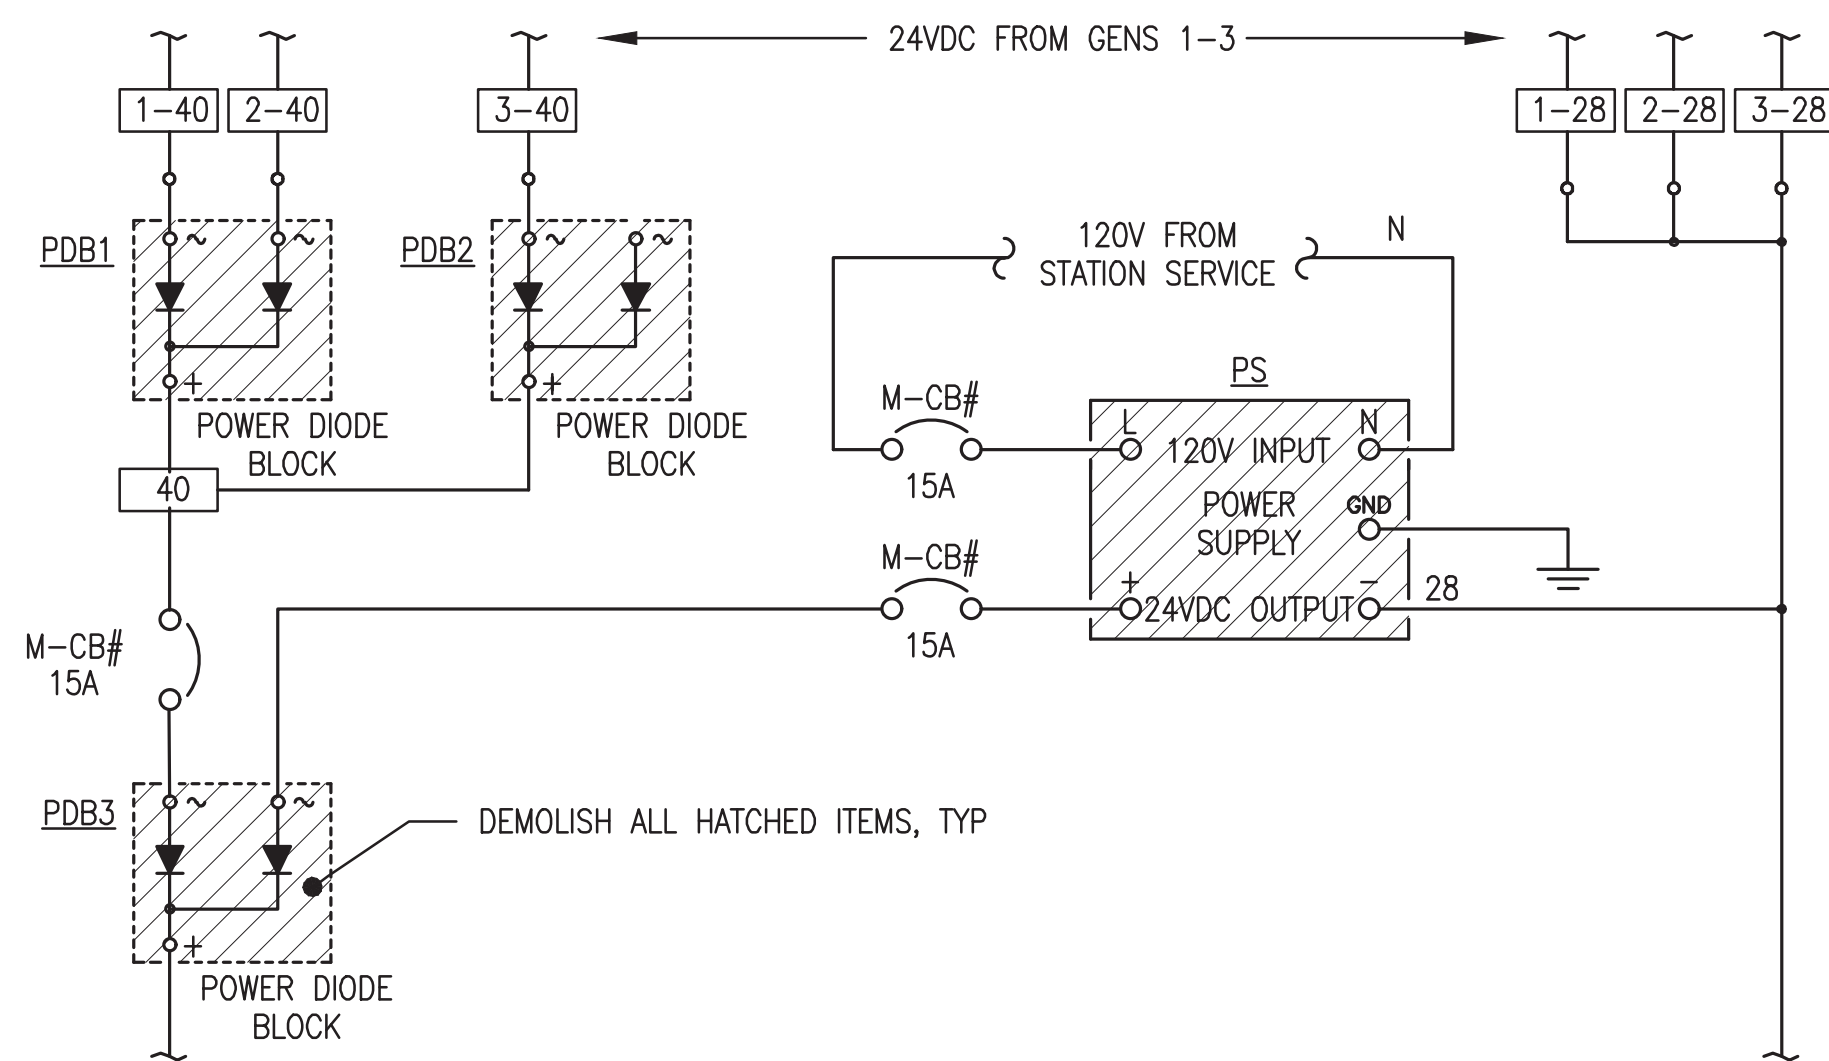 24VDC FROM GENS 1-3
1-40
2-40
3-40
1-28
2-28
3-28
PDB1
~
~
PDB2
~
~
120V FROM
STATION SERVICE
N
+
+
POWER DIODE
BLOCK
POWER DIODE
BLOCK
PS
M-CB#
15A
L
N
120V INPUT
POWER
SUPPLY
GND
40
M-CB#
15A
+
-
24VDC OUTPUT
28
M-CB#
15A
PDB3
~
~
DEMOLISH ALL HATCHED ITEMS, TYP
+
POWER DIODE
BLOCK